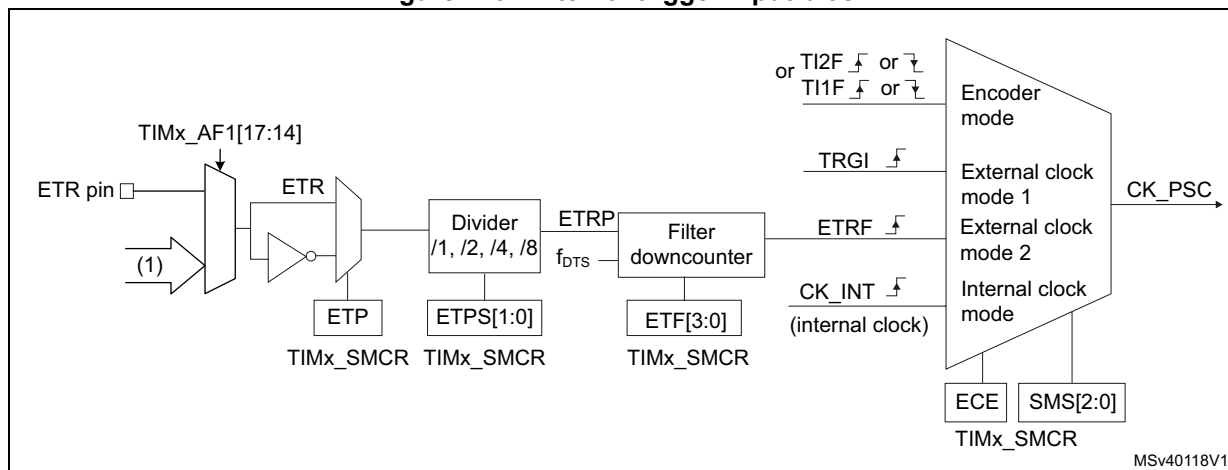 or TI2F or
TI1F or
Encoder
mode
TIMx_AF1[17:14]
TRGI
External clock
mode 1
CK_PSC
ETR pin
ETR
Divider
/1, /2, /4, /8
ETRP
fDTS
Filter
downcounter
ETRF
External clock
mode 2
(1)
CK_INT
(internal clock)
Internal clock
mode
ETP
ETPS[1:0]
ETF[3:0]
TIMx_SMCR
TIMx_SMCR
TIMx_SMCR
ECE
SMS[2:0]
TIMx_SMCR
MSv40118V1